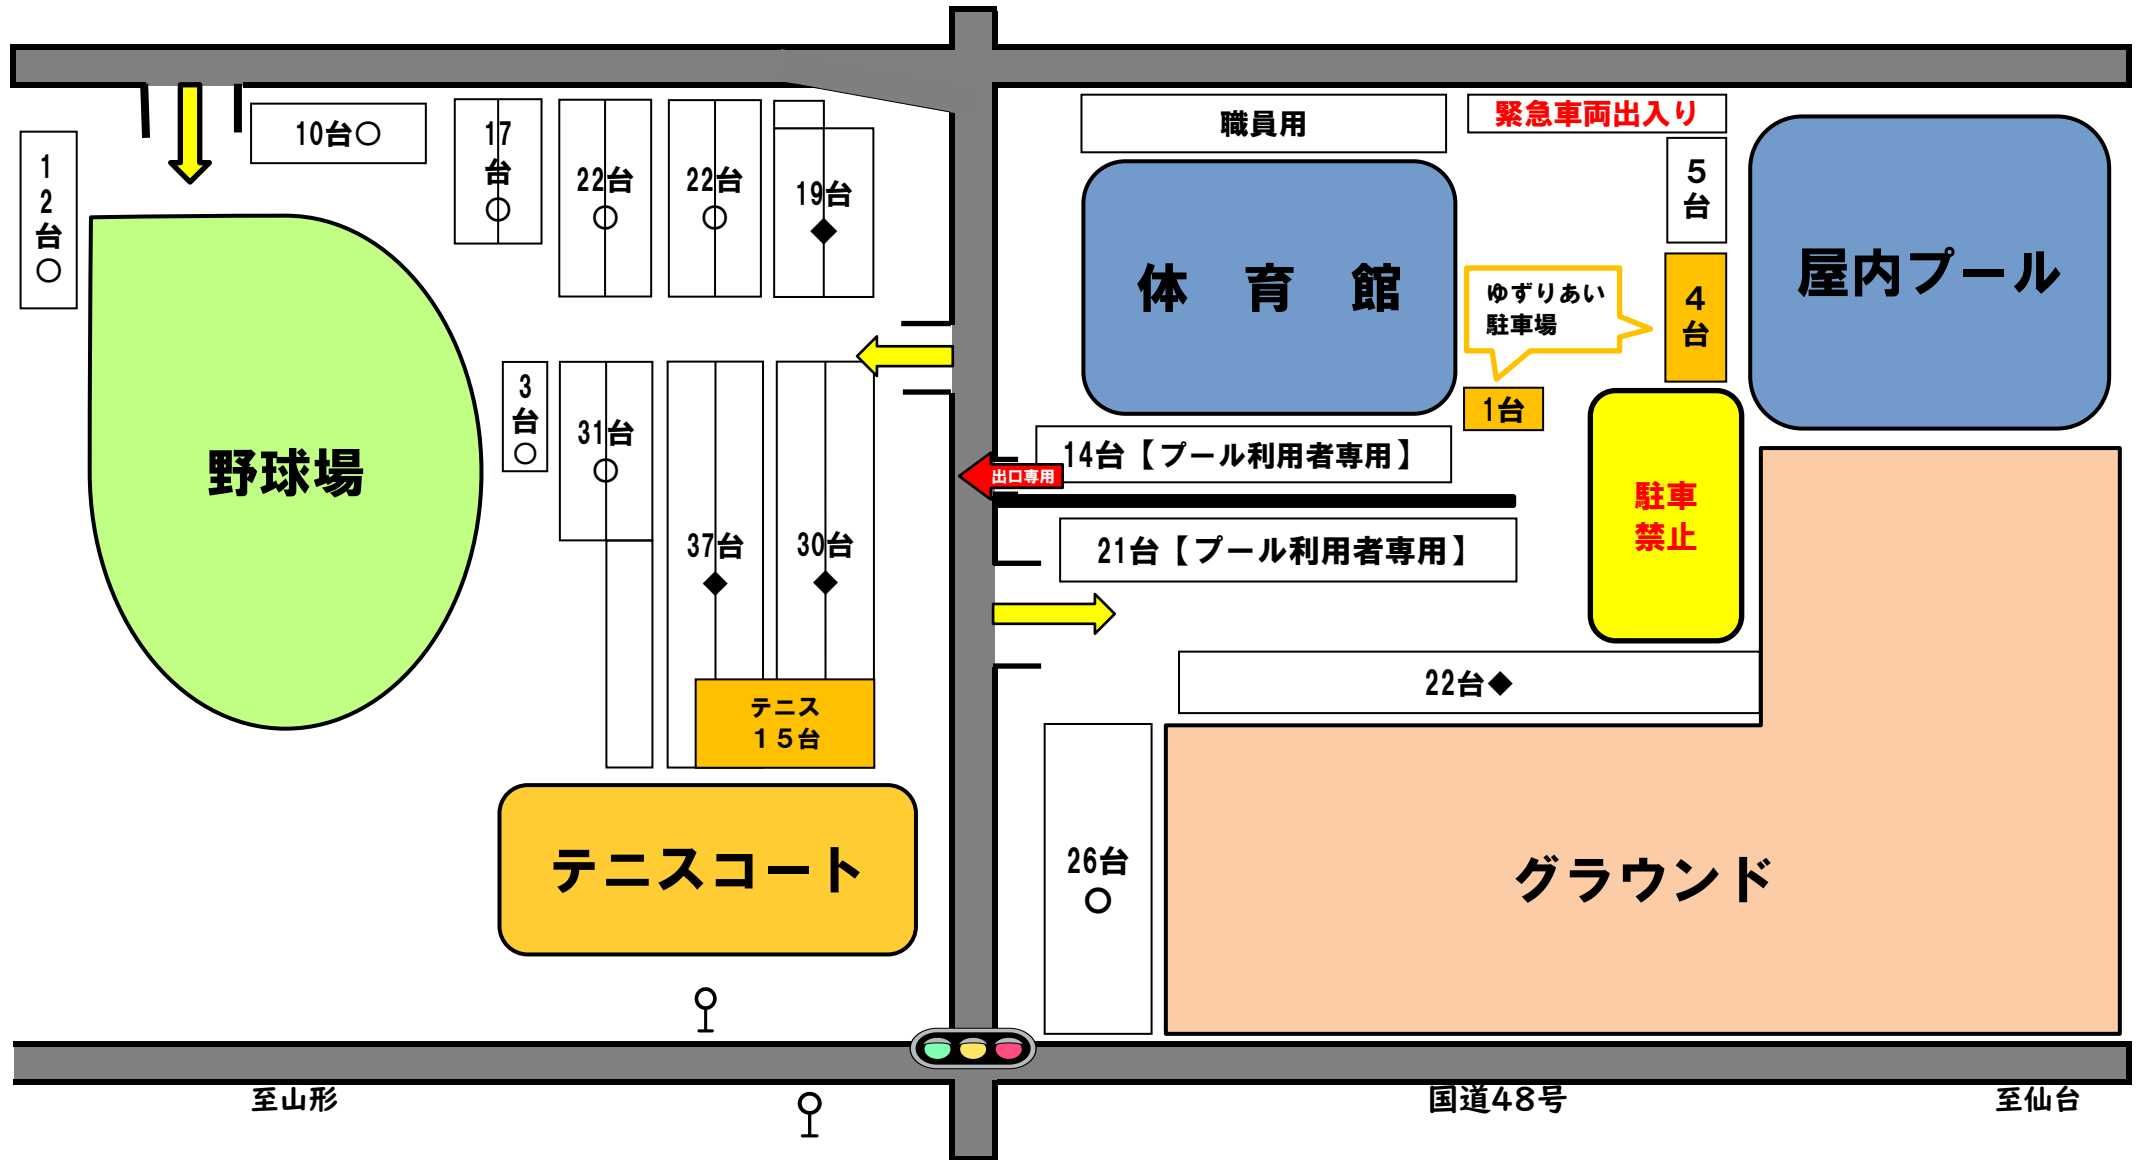 職員用
緊急車両出入り
10台○
17
台
○
22台
○
22台
○
19台
◆
1
2
台
○
5
台
体　育　館
屋内プール
ゆずりあい
駐車場
4
台
1台
3
台
○
31台
○
野球場
14台【プール利用者専用】
出口専用
駐車
禁止
37台
◆
30台
◆
21台【プール利用者専用】
22台◆
テニス
15台
テニスコート
26台
○
グラウンド
至山形
国道48号
至仙台